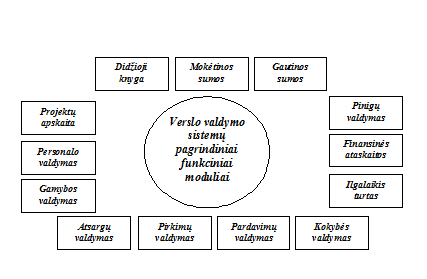 Didžioji
knyga
Mokėtinos
sumos
Gautinos
sumos
Projektų
apskaita
Personalo
valdymas
Gamybos
valdymas
Verslo valdymo
sistemų
pagrindiniai
funkciniai
moduliai
Pinigų
valdymas
Finansinės
ataskaitos
Ilgalaikis
turtas
Atsargų
valdymas
Pirkimų
valdymas
Pardavimų
valdymas
Kokybės
valdymas